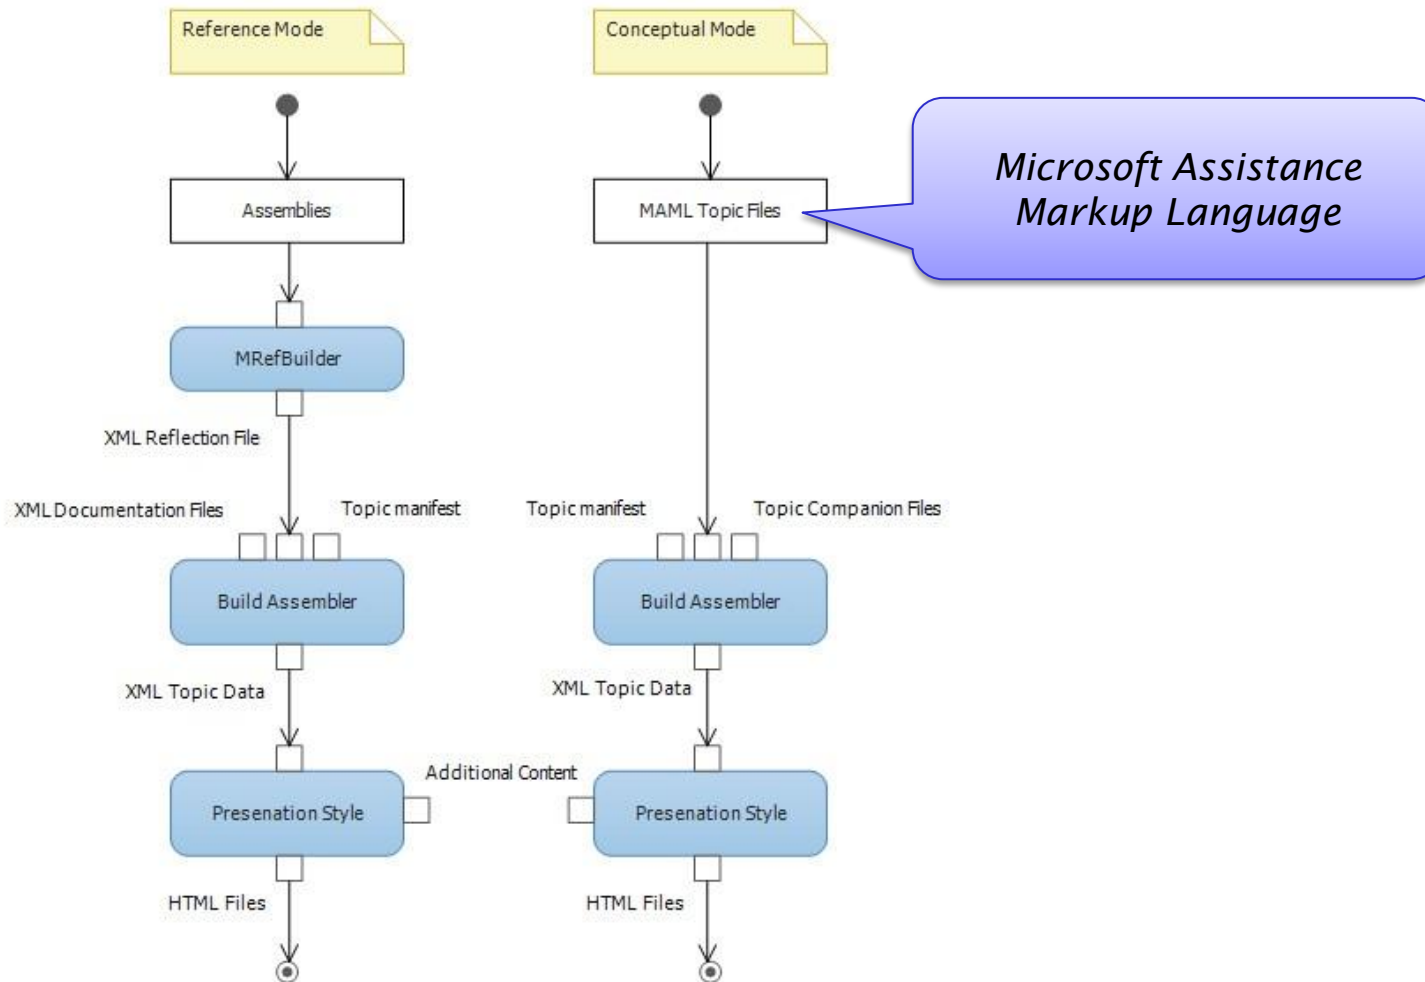 Reference Mode
Conceptual Mode
Microsoft Assistance
Markup Language
Assemblies
MAML Topic Files
MRefBuilder
XML Reflection File
XML Documentation Files
Topic manifest
Topic manifest
Topic Companion Files
Build Assembler
Build Assembler
XML Topic Data
XML Topic Data
Additional Content
Presenation Style
Presenation Style
HTML Files
HTML Files